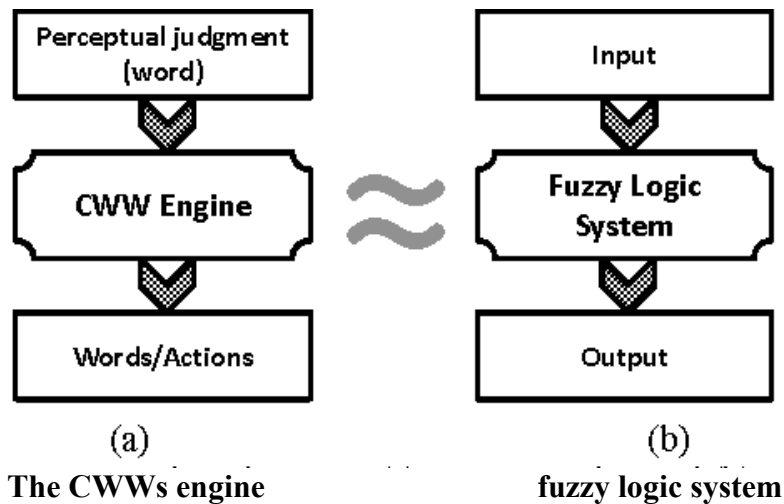 Perceptual judgment
(word)
CWW Engine
Words/Actions
(a)
The CWWs engine
Input
Fuzzy Logic
System
Output
(b)
fuzzy logic system